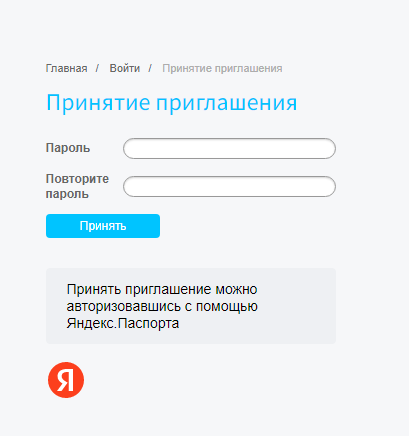 Главная / Войти / Принятие приглашения
Принятие приглашения
Пароль
Повторите
пароль
Принять
Принять приглашение можно
авторизовавшись с помощью
Яндекс.Паспорта
Я